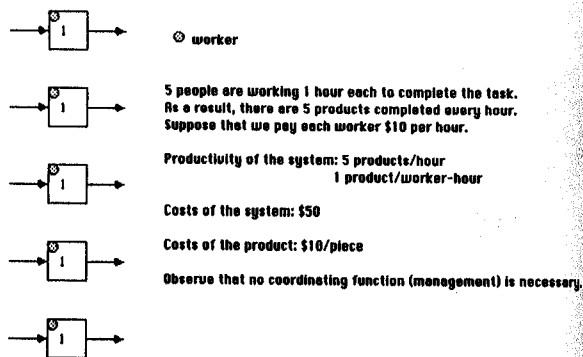 1
worker
1
5 people are working 1 hour each to complete the task.
As a result, there are 5 products completed every hour.
Suppose that we pay each worker $10 per hour.
Productivity of the system: 5 products/hour
1 product/worker-hour
1
Costs of the system: $50
1
Costs of the product: $10/piece
Observe that no coordinating function (management) is necessary.
1